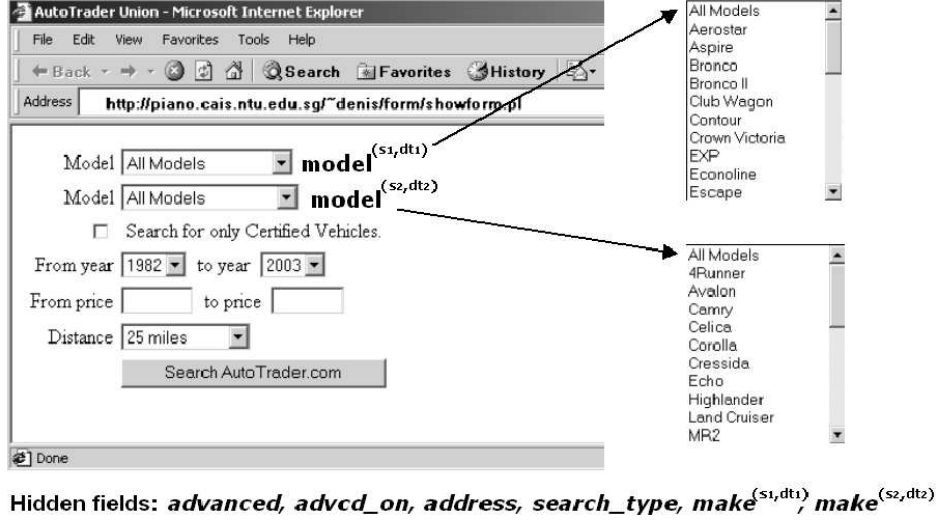 AutoTrader Union - Microsoft Internet Explorer
File Edit View Favorites Tools Help
Back Search Favorites History
Address http://piano.cais.ntu.edu.sg/~denis/form/showform.pl
Model All Models model(s1,dt1)
Model All Models model(s2,dt2)
Search for only Certified Vehicles.
From year 1982 to year 2003
From price to price
Distance 25 miles
Search AutoTrader.com
Done
All Models
Aerostar
Aspire
Bronco
Bronco II
Club Wagon
Contour
Crown Victoria
EXP
Econoline
Escape
All Models
4Runner
Avalon
Camry
Celica
Corolla
Cressida
Echo
Highlander
Land Cruiser
MR2
Hidden fields: advanced, advcd_on, address, search_type, make(s1,dt1), make(s2,dt2)